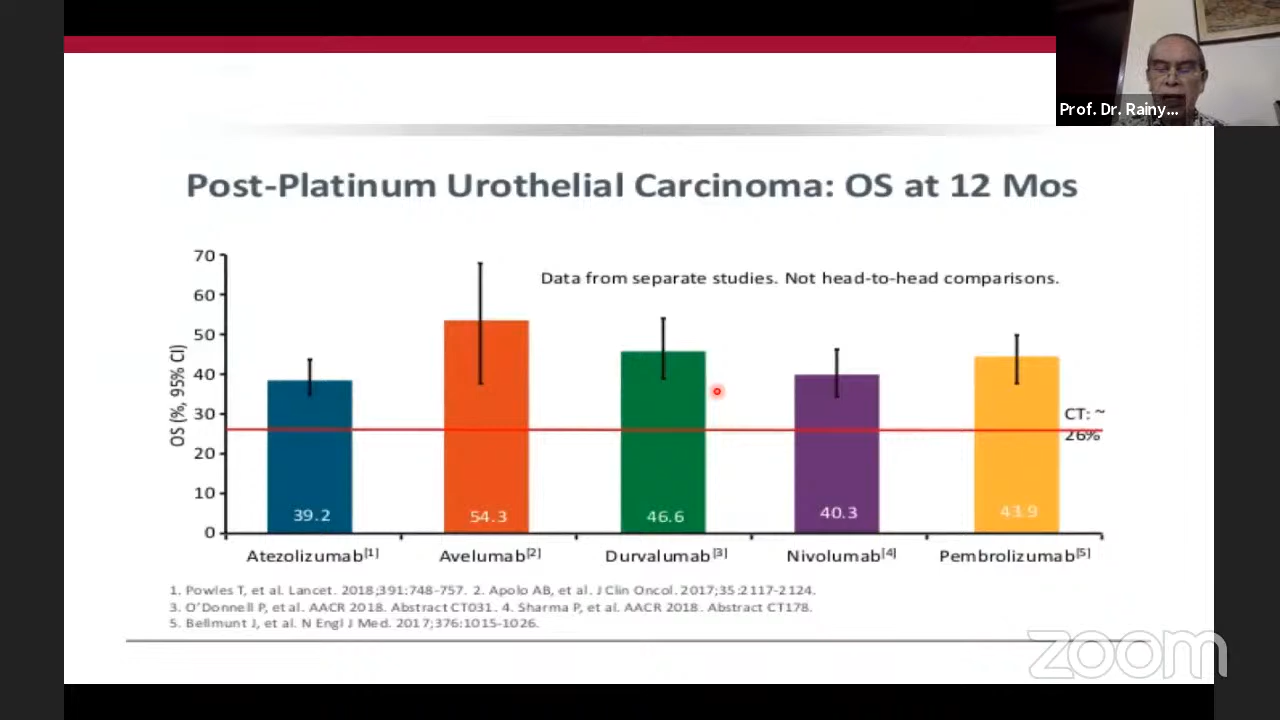 Prof. Dr. Rainy...
Post-Platinum Urothelial Carcinoma: OS at 12 Mos
Data from separate studies. Not head-to-head comparisons.
OS (%, 95% CI)
70
60
50
40
30
20
10
0
CT: ~
26%
39.2
54.3
46.6
40.3
43.9
Atezolizumab[1]
Avelumab[2]
Durvalumab[3]
Nivolumab[4]
Pembrolizumab[5]
1. Powles T, et al. Lancet. 2018;391:748-757. 2. Apolo AB, et al. J Clin Oncol. 2017;35:2117-2124.
3. O'Donnell P, et al. AACR 2018. Abstract CT031. 4. Sharma P, et al. AACR 2018. Abstract CT178.
5. Bellmunt J, et al. N Engl J Med. 2017;376:1015-1026.
zoom